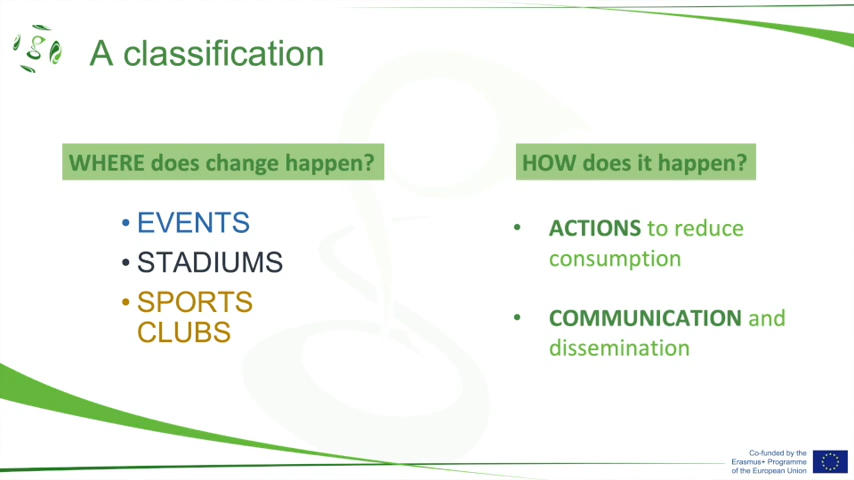 A classification
WHERE does change happen?
• EVENTS
• STADIUMS
• SPORTS
CLUBS
HOW does it happen?
• ACTIONS to reduce
consumption
• COMMUNICATION and
dissemination
Co-funded by the
Erasmus+ Programme
of the European Union